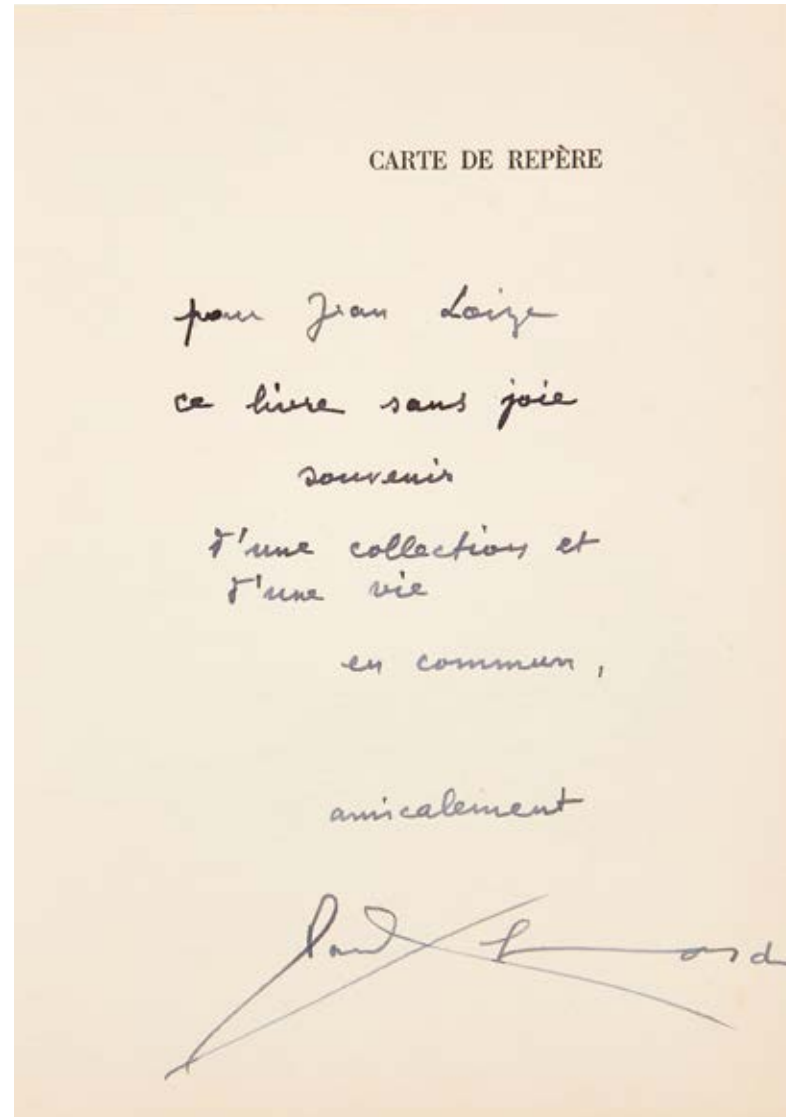 CARTE DE REPÈRE
pour Jean Loize
ce livre sans joie
souvenir
d'une collection et
d'une vie
en commun,
amicalement
Paul